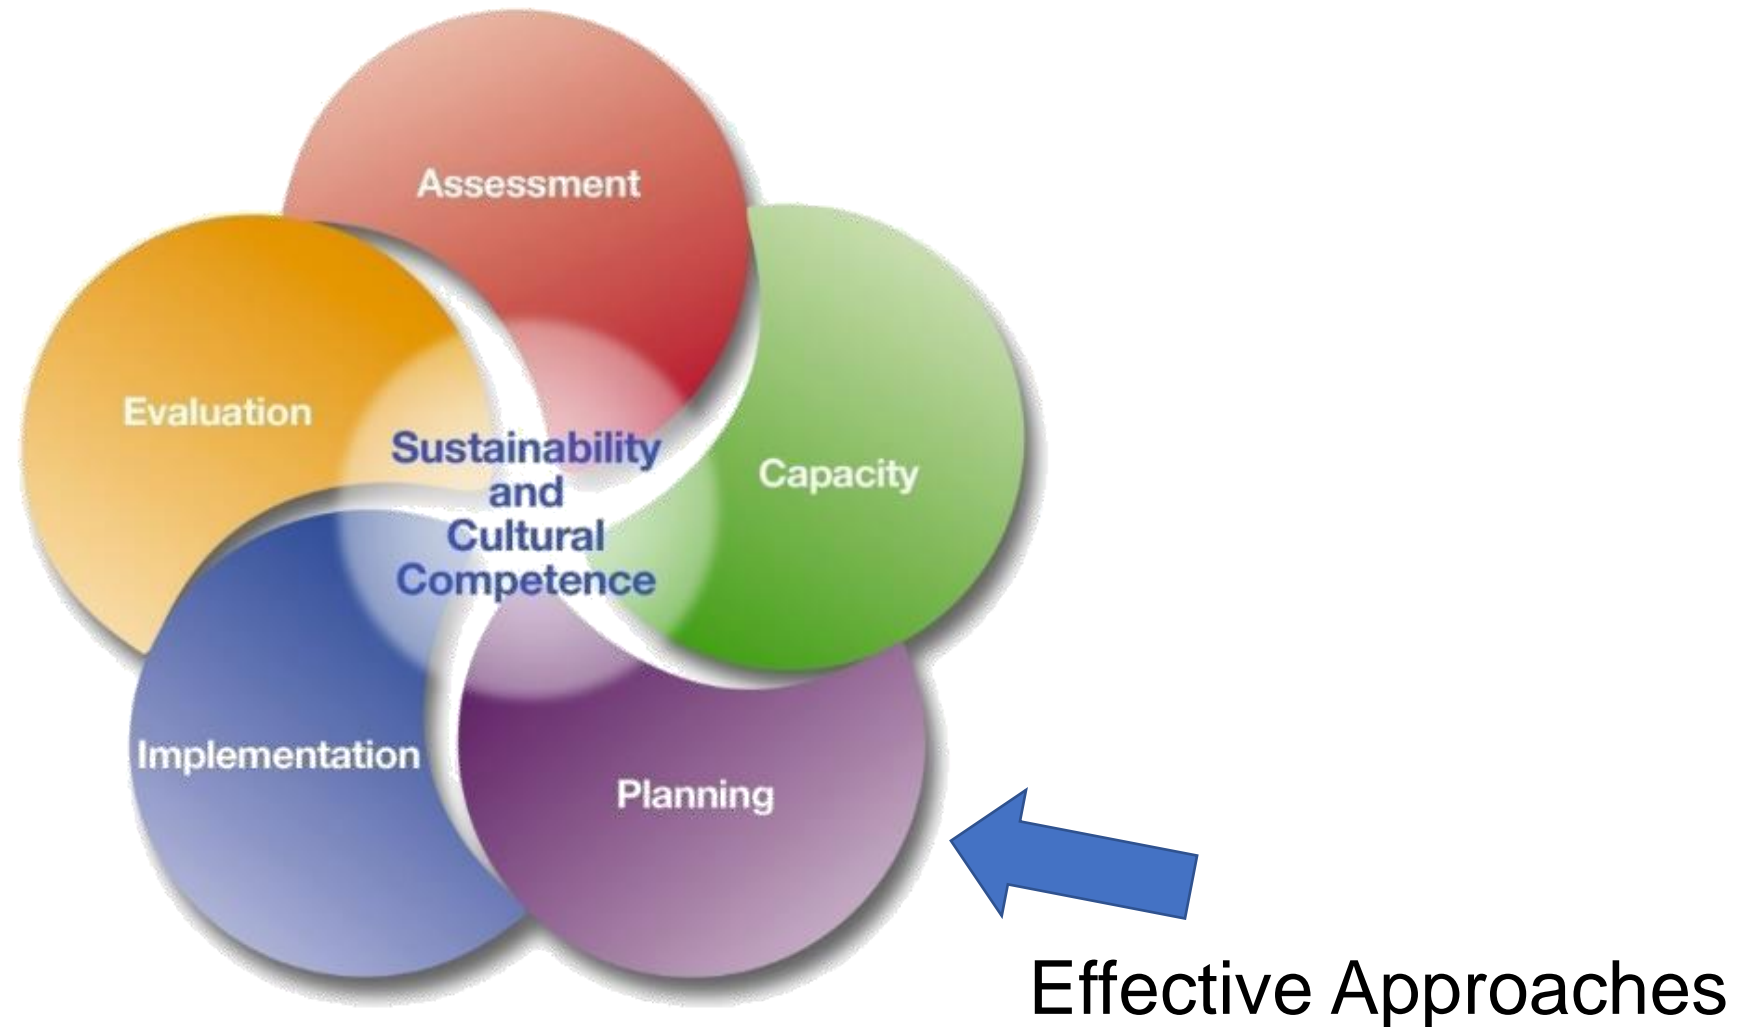 Assessment
Evaluation
Capacity
Sustainability
and
Cultural
Competence
Implementation
Planning
Effective Approaches